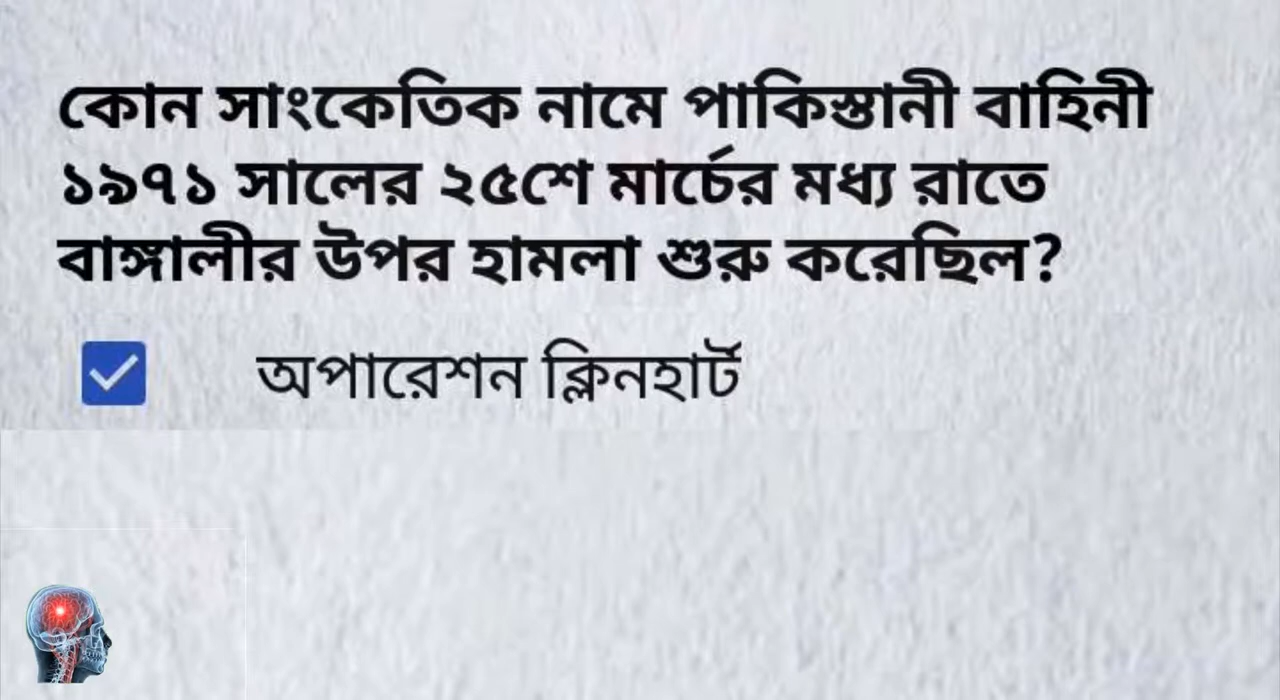 কোন সাংকেতিক নামে পাকিস্তানী বাহিনী
১৯৭১ সালের ২৫শে মার্চের মধ্য রাতে
বাঙ্গালীর উপর হামলা শুরু করেছিল?
অপারেশন ক্লিনহার্ট